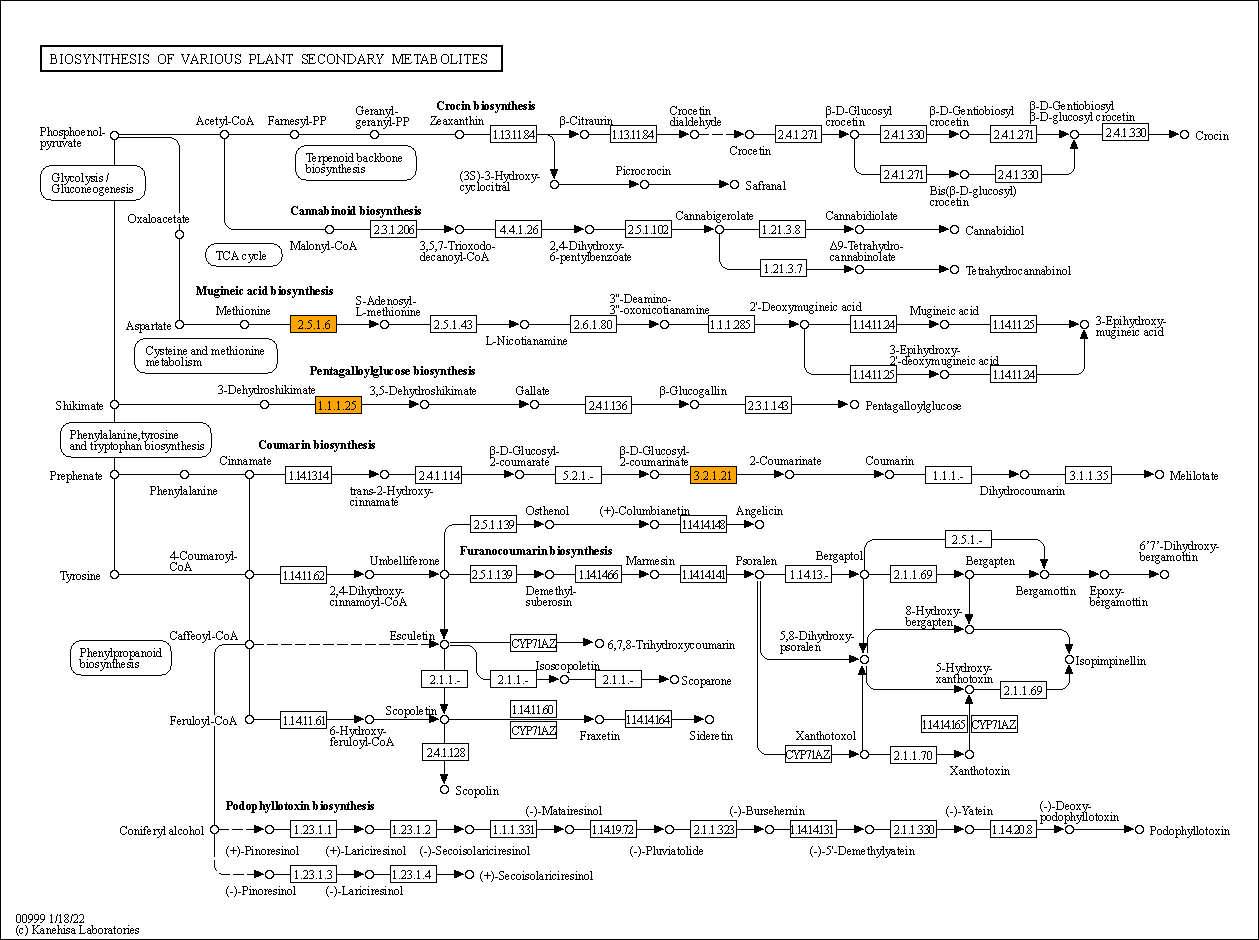 BIOSYNTHESIS OF VARIOUS PLANT SECONDARY METABOLITES
Crocin biosynthesis
Phosphoenol-
pyruvate
Acetyl-CoA
Farnesyl-PP
Geranyl-
geranyl-PP
Zeaxanthin
1.13.11.84
β-Citraurin
1.13.11.84
Crocetin
dialdehyde
Crocetin
2.4.1.271
β-D-Glucosyl
crocetin
2.4.1.330
β-D-Gentiobiosyl
crocetin
2.4.1.271
β-D-Gentiobiosyl
β-D-glucosyl crocetin
2.4.1.330
Crocin
2.4.1.271
2.4.1.330
Bis(β-D-glucosyl)
crocetin
Terpenoid backbone
biosynthesis
(3S)-3-Hydroxy-
cyclocitral
Picrocrocin
Safranal
Glycolysis /
Gluconeogenesis
Cannabinoid biosynthesis
Oxaloacetate
TCA cycle
Malonyl-CoA
2.3.1.206
3,5,7-Trioxodo-
decanoyl-CoA
4.4.1.26
2,4-Dihydroxy-
6-pentylbenzoate
2.5.1.102
Cannabigerolate
1.21.3.8
Cannabidiolate
Cannabidiol
1.21.3.7
Δ9-Tetrahydro-
cannabinolate
Tetrahydrocannabinol
Mugineic acid biosynthesis
Aspartate
Methionine
2.5.1.6
S-Adenosyl-
L-methionine
2.5.1.43
L-Nicotianamine
2.6.1.80
3"-Deamino-
3"-oxonicotianamine
1.1.1.285
2'-Deoxymugineic acid
1.14.11.24
Mugineic acid
1.14.11.25
3-Epihydroxy-
mugineic acid
1.14.11.25
3-Epihydroxy-
2'-deoxymugineic acid
1.14.11.24
Cysteine and methionine
metabolism
Pentagalloylglucose biosynthesis
Shikimate
3-Dehydroshikimate
1.1.1.25
3,5-Dehydroshikimate
Gallate
2.4.1.136
β-Glucogallin
2.3.1.143
Pentagalloylglucose
Phenylalanine,tyrosine
and tryptophan biosynthesis
Coumarin biosynthesis
Prephenate
Phenylalanine
Cinnamate
1.14.13.14
trans-2-Hydroxy-
cinnamate
2.4.1.114
β-D-Glucosyl-
2-coumarate
5.2.1.-
β-D-Glucosyl-
2-coumarinate
3.2.1.21
2-Coumarinate
Coumarin
1.1.1.-
Dihydrocoumarin
3.1.1.35
Melilotate
2.5.1.139
Osthenol
(+)-Columbianetin
1.14.14.148
Angelicin
Furanocoumarin biosynthesis
Tyrosine
4-Coumaroyl-
CoA
1.14.11.62
2,4-Dihydroxy-
cinnamoyl-CoA
Umbelliferone
2.5.1.139
Demethyl-
suberosin
1.14.14.66
Marmesin
1.14.14.141
Psoralen
1.14.13.-
Bergaptol
2.5.1.-
2.1.1.69
Bergapten
Bergamottin
Epoxy-
bergamottin
6'7'-Dihydroxy-
bergamottin
8-Hydroxy-
bergapten
5,8-Dihydroxy-
psoralen
Isopimpinellin
5-Hydroxy-
xanthotoxin
2.1.1.69
1.14.14.165
CYP71AZ
Xanthotoxol
CYP71AZ
2.1.1.70
Xanthotoxin
Phenylpropanoid
biosynthesis
Caffeoyl-CoA
Esculetin
CYP71AZ
6,7,8-Trihydroxycoumarin
2.1.1.-
2.1.1.-
Isoscopoletin
2.1.1.-
Scoparone
Feruloyl-CoA
1.14.11.61
6-Hydroxy-
feruloyl-CoA
Scopoletin
1.14.11.60
CYP71AZ
Fraxetin
1.14.14.164
Sideretin
2.4.1.128
Scopolin
Podophyllotoxin biosynthesis
Coniferyl alcohol
(+)-Pinoresinol
1.23.1.1
(+)-Lariciresinol
1.23.1.2
(-)-Secoisolariciresinol
1.1.1.331
(-)-Matairesinol
1.14.19.72
(-)-Pluviatolide
2.1.1.323
(-)-Bursehernin
1.14.14.131
(-)-5'-Demethylyatein
2.1.1.330
(-)-Yatein
1.14.20.8
(-)-Deoxy-
podophyllotoxin
Podophyllotoxin
(-)-Pinoresinol
1.23.1.3
(-)-Lariciresinol
1.23.1.4
(+)-Secoisolariciresinol
00999 1/18/22
(c) Kanehisa Laboratories